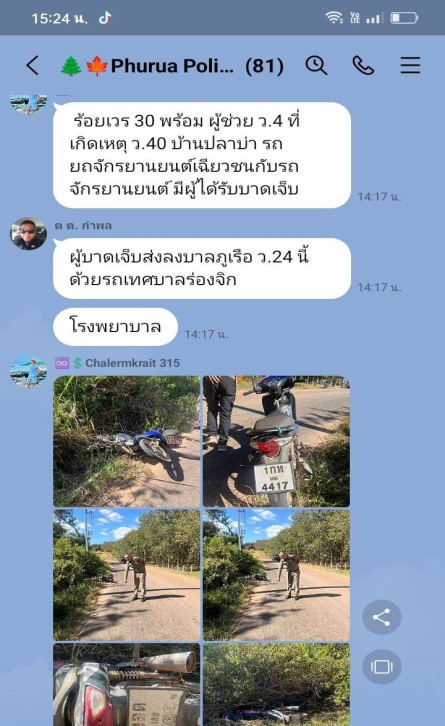 15:24 น.
Phurua Poli... (81)
ร้อยเวร 30 พร้อม ผู้ช่วย ว.4 ที่
เกิดเหตุ ว.40 บ้านปลาบ่า รถ
ยถจักรยานยนต์เฉียวชนกับรถ
จักรยานยนต์ มีผู้ได้รับบาดเจ็บ
14:17 น.
ด ต. กำพล
ผู้บาดเจ็บส่งลงบาลภูเรือ ว.24 นี้
ด้วยรถเทศบาลร่องจิก
14:17 น.
โรงพยาบาล
14:17 น.
Chalermkrait 315
1กท
เลย
4417